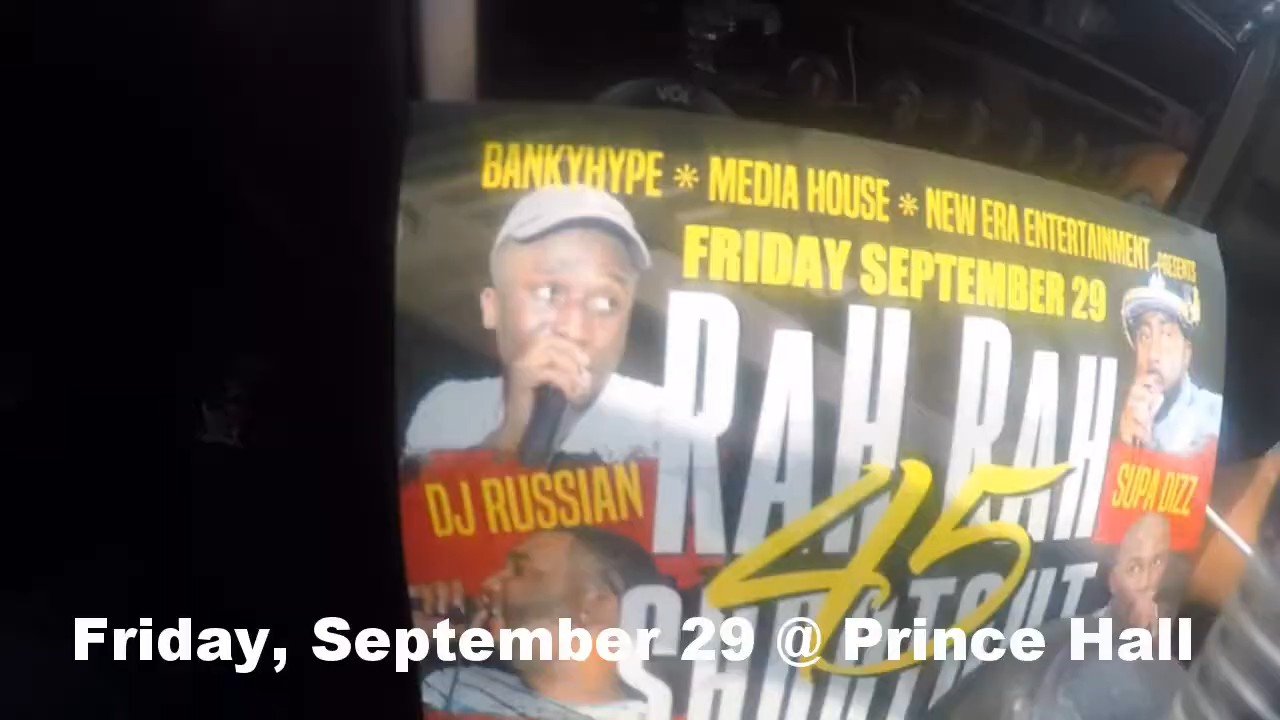 BANKYHYPE * MEDIA HOUSE * NEW ERA ENTERTAINMENT PRESENTS
FRIDAY SEPTEMBER 29
RAH RAH
45
SHOOTOUT
DJ RUSSIAN
SUPA DIZZ
Friday, September 29 @ Prince Hall